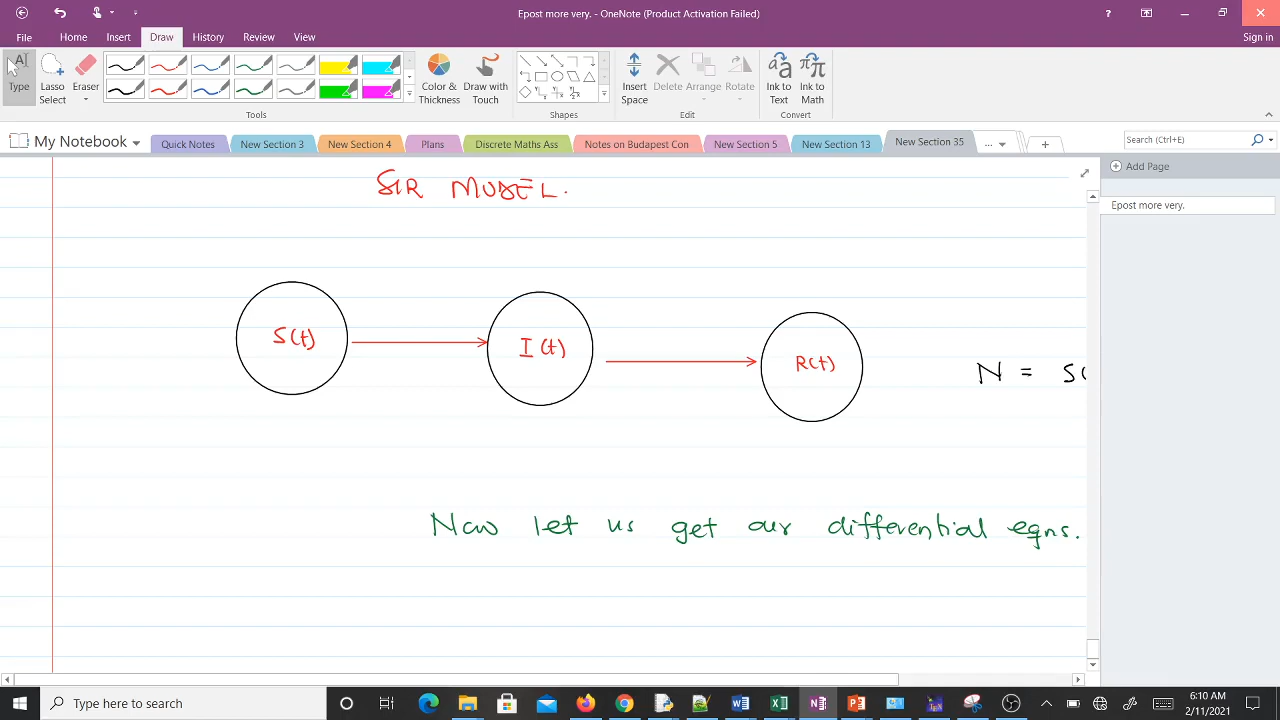 Epost more very. - OneNote (Product Activation Failed)
File Home Insert Draw History Review View Sign in
Type Lasso Select Eraser Color & Thickness Draw with Touch Insert Space Delete Arrange Rotate Ink to Text Ink to Math
Tools Shapes Edit Convert
My Notebook Quick Notes New Section 3 New Section 4 Plans Discrete Maths Ass Notes on Budapest Con New Section 5 New Section 13 New Section 35 ... Search (Ctrl+E)
Add Page
Epost more very.
SIR MODEL.
S(t) I(t) R(t) N = S(
Now let us get our differential eqns.
Type here to search
6:10 AM
2/11/2021